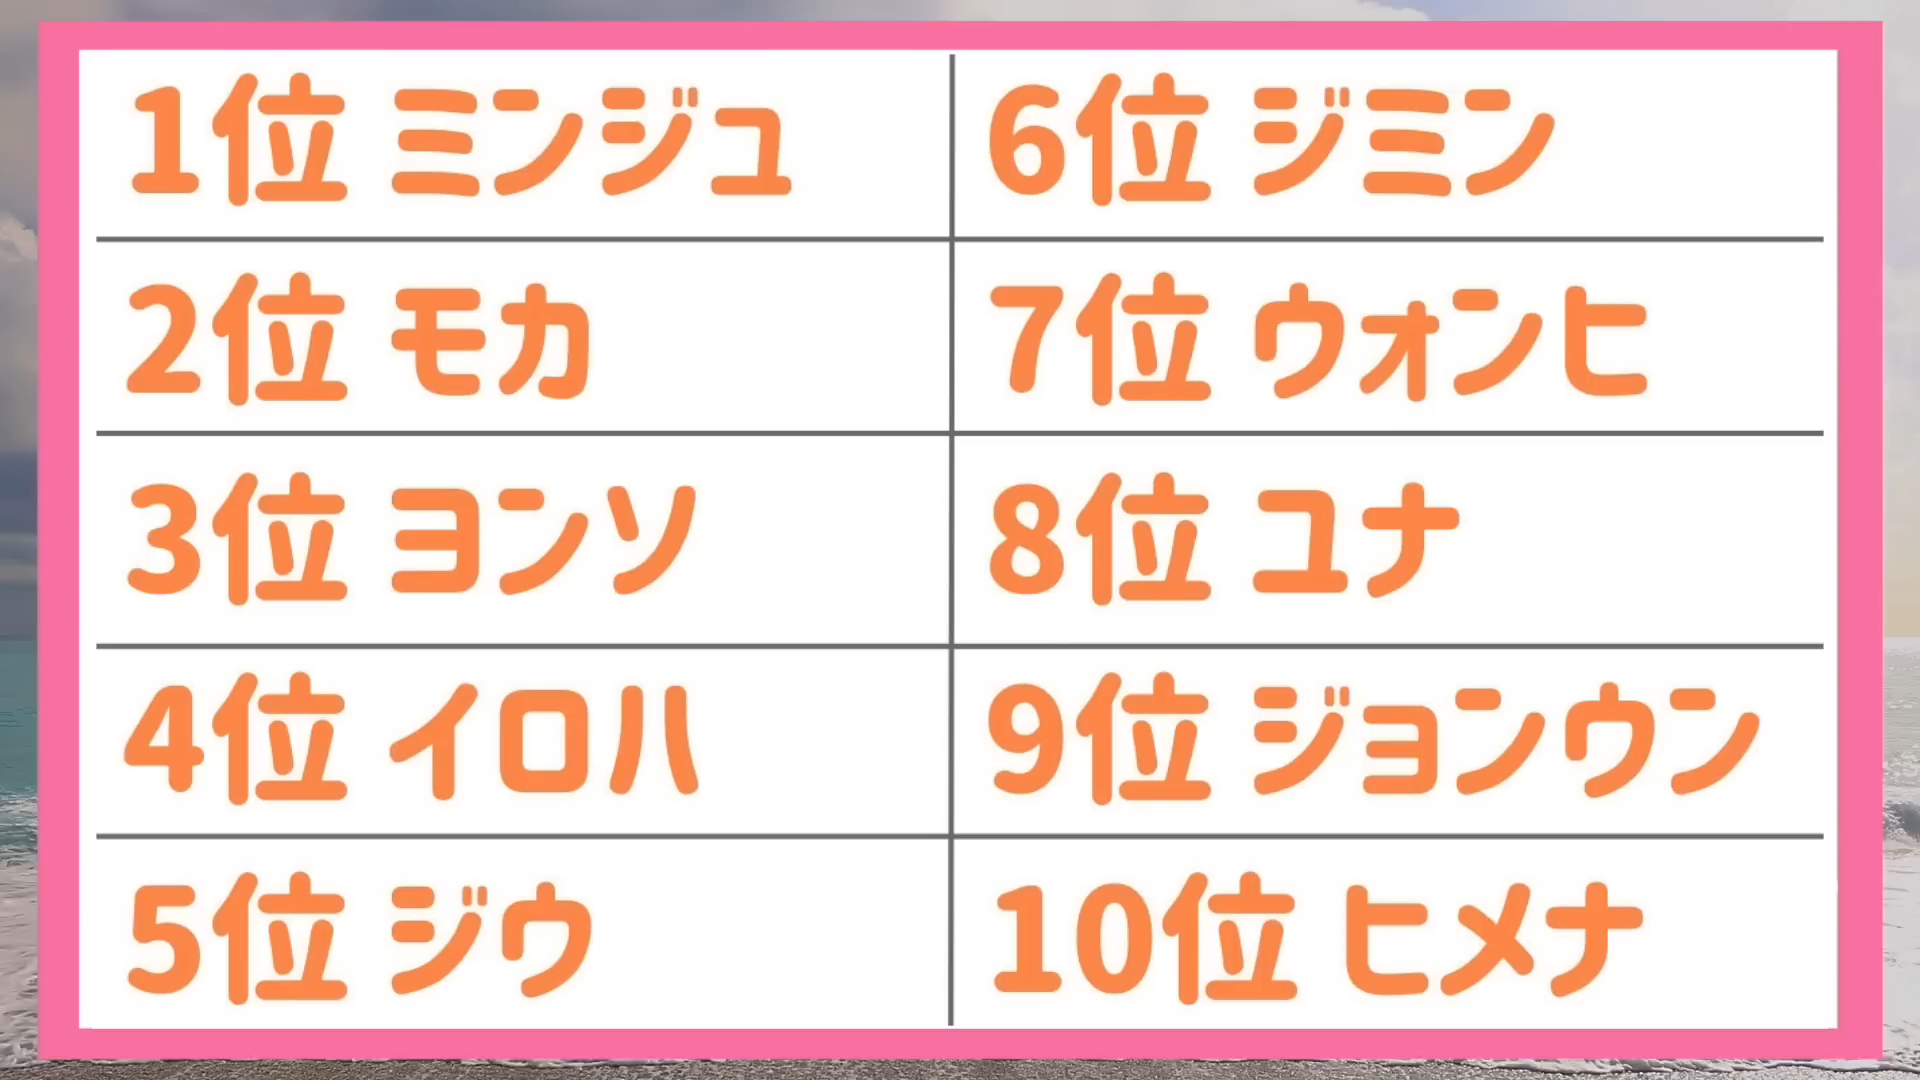 1位 ミンジュ
2位 モカ
3位 ヨンソ
4位 イロハ
5位 ジウ
6位 ジミン
7位 ウォンヒ
8位 ユナ
9位 ジョンウン
10位 ヒメナ